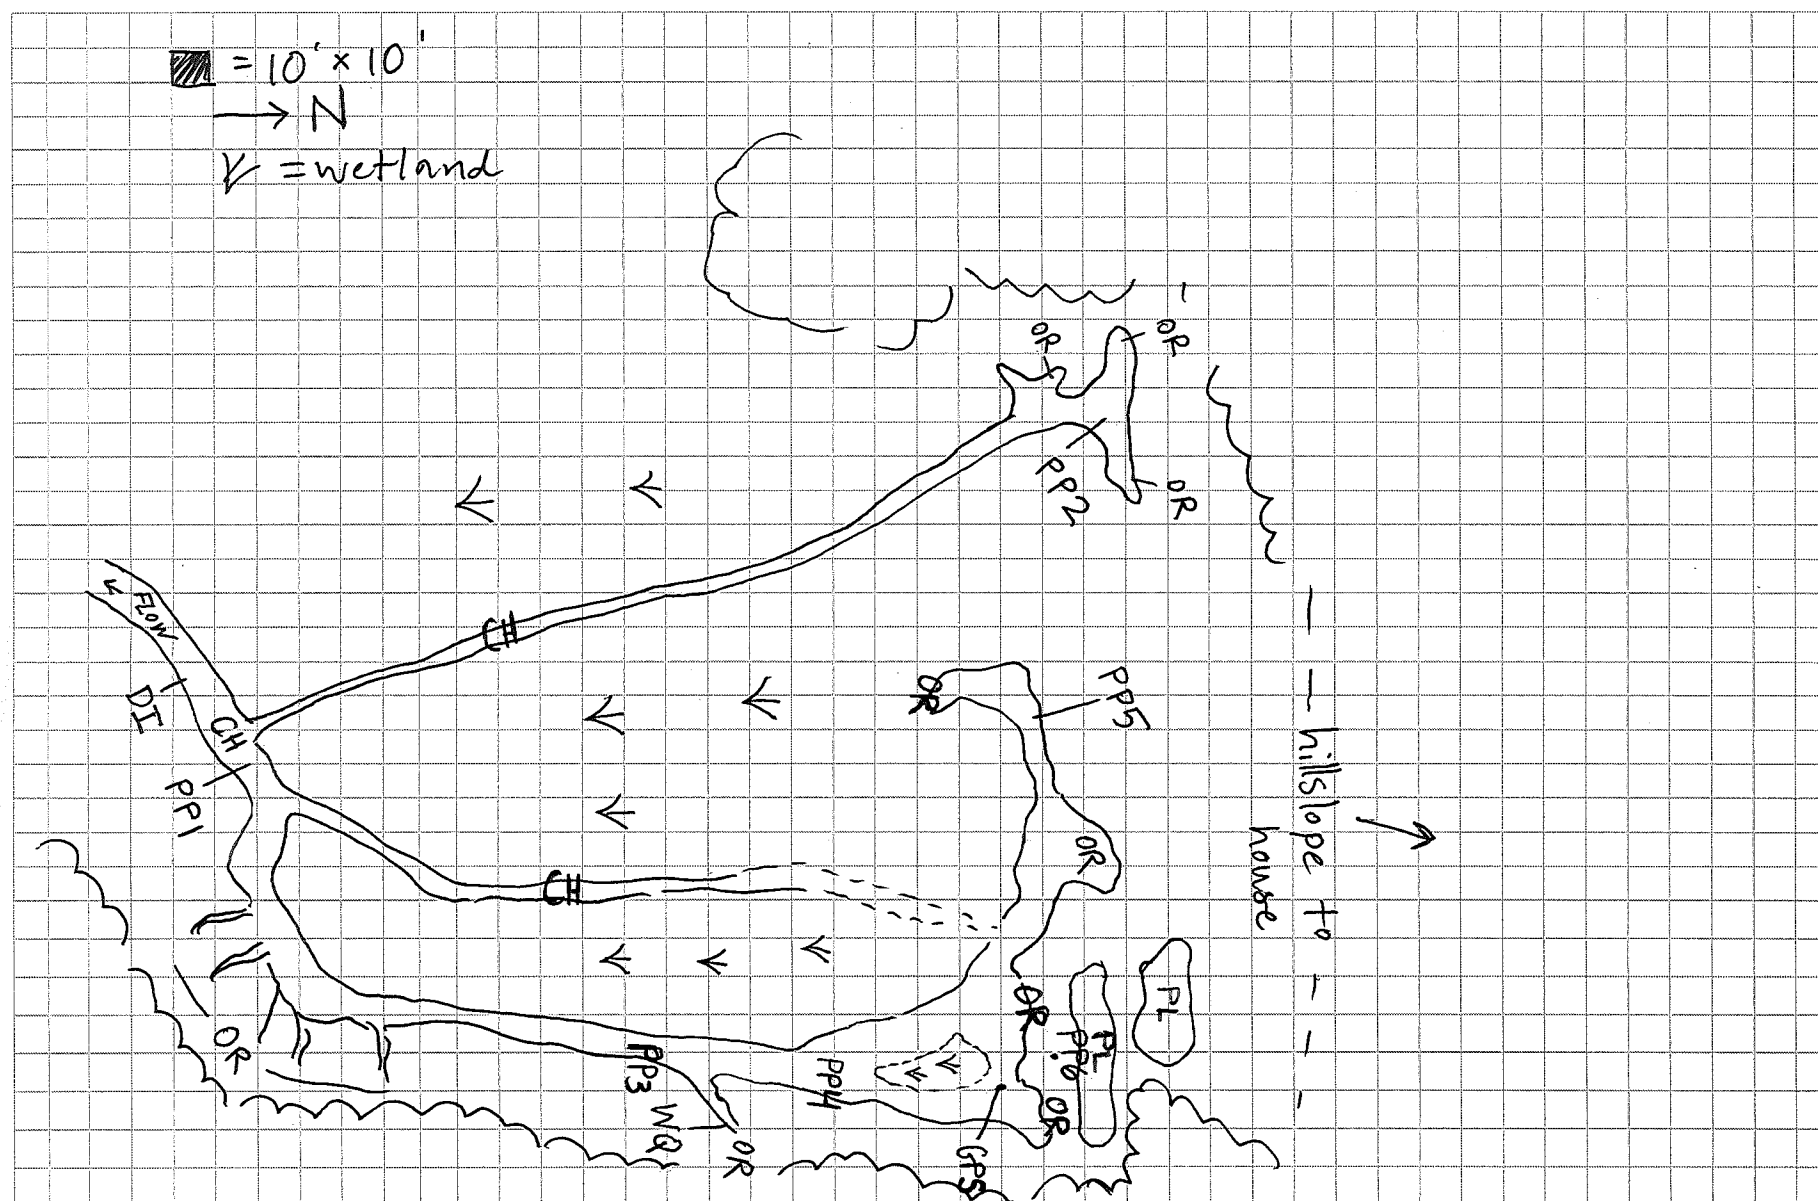 = 10' × 10'
→ N
= wetland
OR
OR
PP2
OR
FLOW
CH
DI
CH
PP1
OR
PP5
OR
hillslope to
house
CH
OR
PL
PL
PP6
OR
PP3
PP4
OR
WQ
OR
GPS